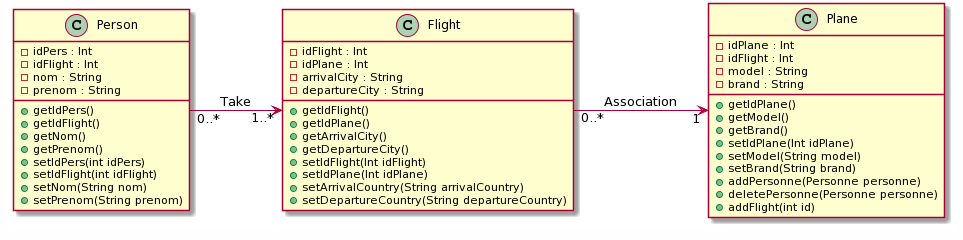 C Person
idPers : Int
idFlight : Int
nom : String
prenom : String
getIdPers()
getIdFlight()
getNom()
getPrenom()
setIdPers(int idPers)
setIdFlight(int idFlight)
setNom(String nom)
setPrenom(String prenom)
Take
0..*
1..*
C Flight
idFlight : Int
idPlane : Int
arrivalCity : String
departureCity : String
getIdFlight()
getIdPlane()
getArrivalCity()
getDepartureCity()
setIdFlight(Int idFlight)
setIdPlane(Int idPlane)
setArrivalCountry(String arrivalCountry)
setDepartureCountry(String departureCountry)
Association
0..*
1
C Plane
idPlane : Int
idFlight : Int
model : String
brand : String
getIdPlane()
getModel()
getBrand()
setIdPlane(Int idPlane)
setModel(String model)
setBrand(String brand)
addPersonne(Personne personne)
deletePersonne(Personne personne)
addFlight(int id)